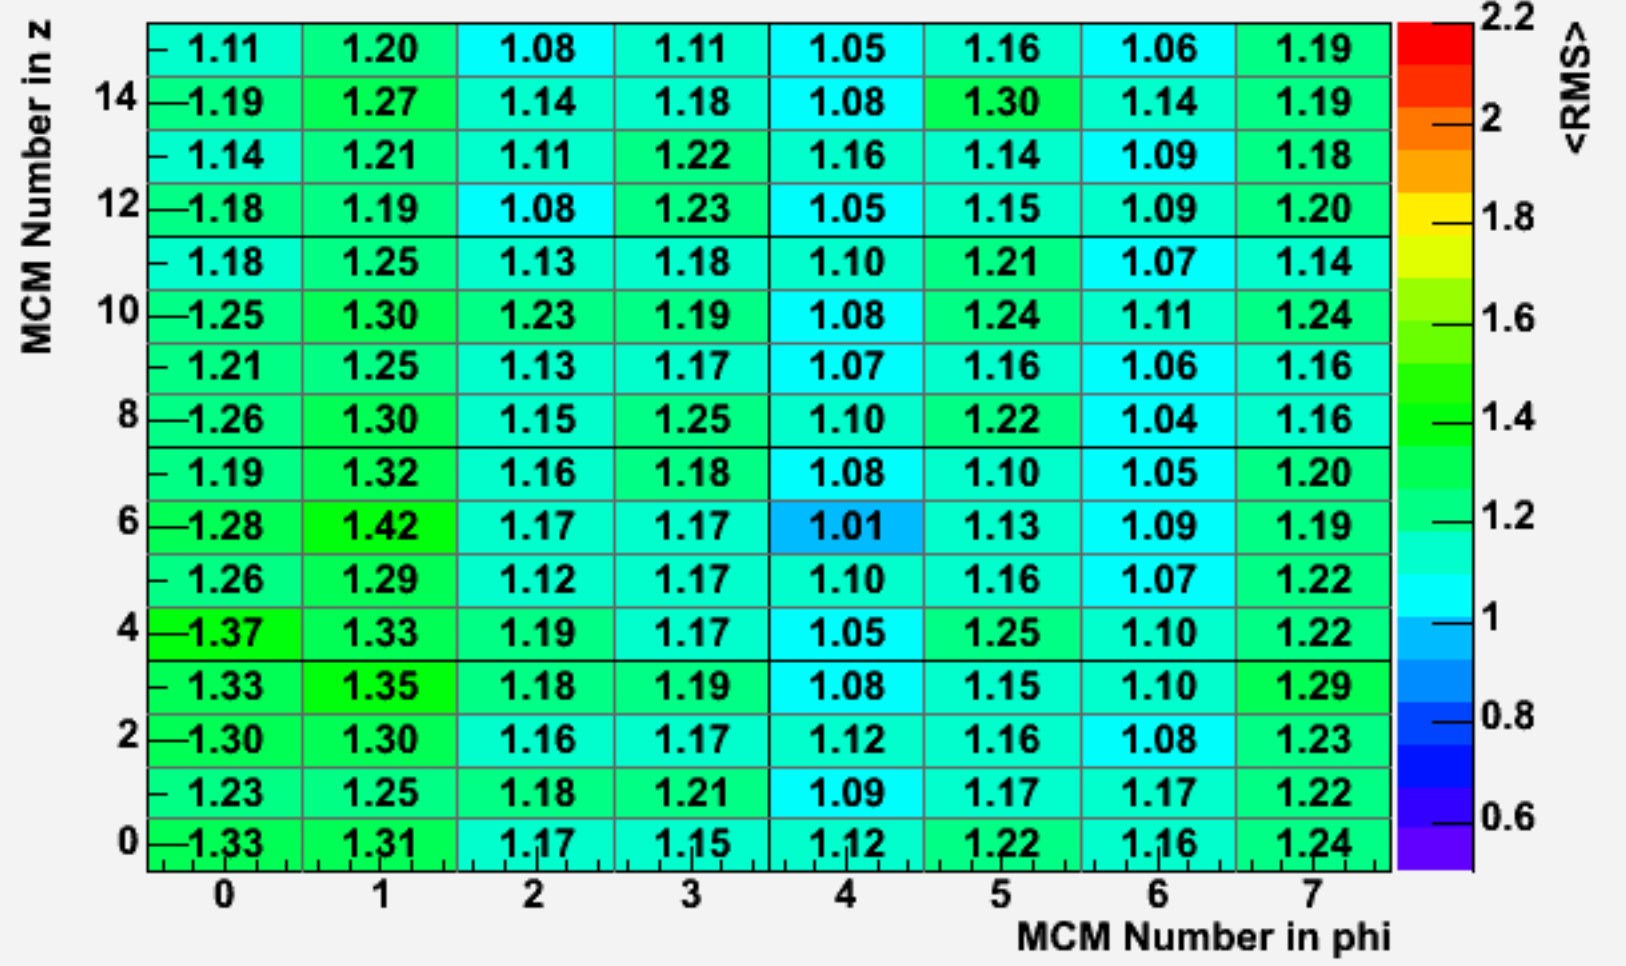 MCM Number in z
1.11 1.20 1.08 1.11 1.05 1.16 1.06 1.19
14 1.19 1.27 1.14 1.18 1.08 1.30 1.14 1.19
1.14 1.21 1.11 1.22 1.16 1.14 1.09 1.18
12 1.18 1.19 1.08 1.23 1.05 1.15 1.09 1.20
1.18 1.25 1.13 1.18 1.10 1.21 1.07 1.14
10 1.25 1.30 1.23 1.19 1.08 1.24 1.11 1.24
1.21 1.25 1.13 1.17 1.07 1.16 1.06 1.16
8 1.26 1.30 1.15 1.25 1.10 1.22 1.04 1.16
1.19 1.32 1.16 1.18 1.08 1.10 1.05 1.20
6 1.28 1.42 1.17 1.17 1.01 1.13 1.09 1.19
1.26 1.29 1.12 1.17 1.10 1.16 1.07 1.22
4 1.37 1.33 1.19 1.17 1.05 1.25 1.10 1.22
1.33 1.35 1.18 1.19 1.08 1.15 1.10 1.29
2 1.30 1.30 1.16 1.17 1.12 1.16 1.08 1.23
1.23 1.25 1.18 1.21 1.09 1.17 1.17 1.22
0 1.33 1.31 1.17 1.15 1.12 1.22 1.16 1.24
0 1 2 3 4 5 6 7
MCM Number in phi
2.2
2
1.8
1.6
1.4
1.2
1
0.8
0.6
<RMS>